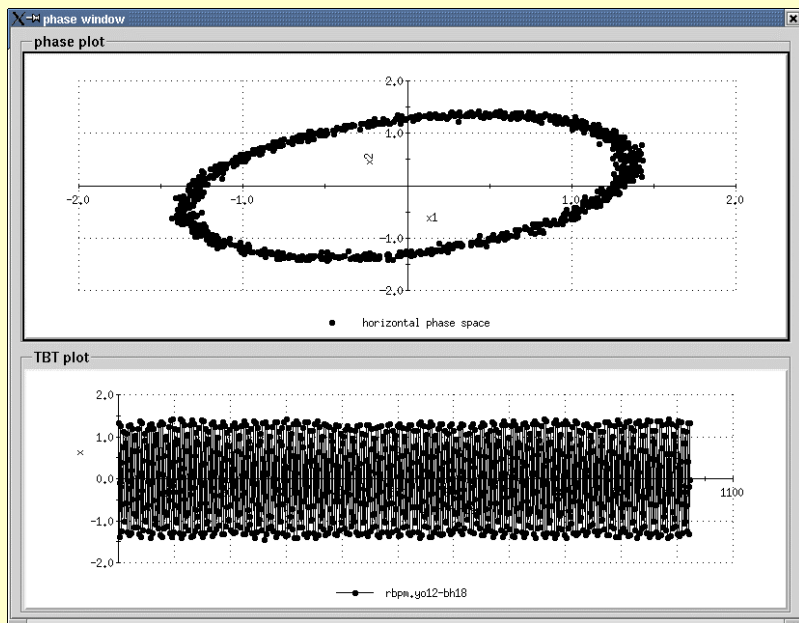 phase window
phase plot
2.0
1.0
x2
-2.0
-1.0
1.0
2.0
x1
-1.0
-2.0
horizontal phase space
TBT plot
2.0
1.0
x
0.0
1100
-1.0
-2.0
rbpm.yo12-bh18